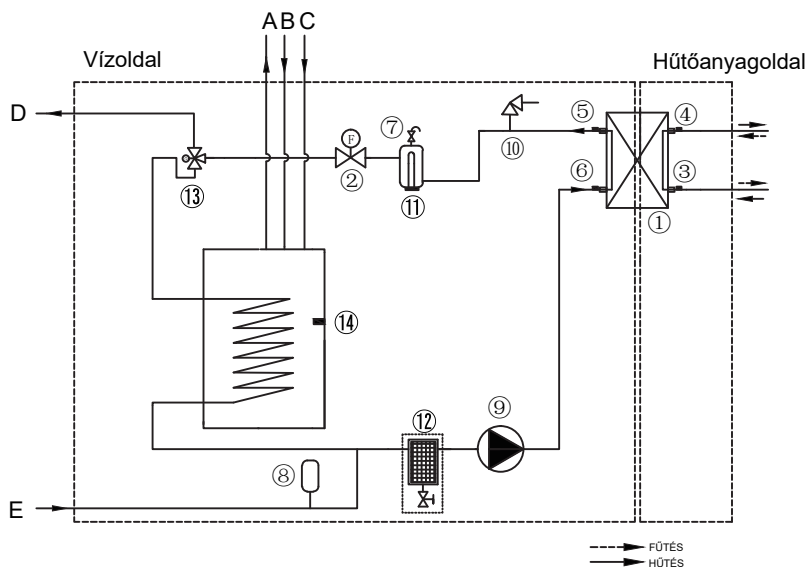 A B C
Vízoldal
Hűtőanyagoldal
D
F
⑦
⑤
④
⑩
②
⑥
③
⑬
⑪
①
⑭
⑫
⑨
⑧
E
FŰTÉS
HŰTÉS